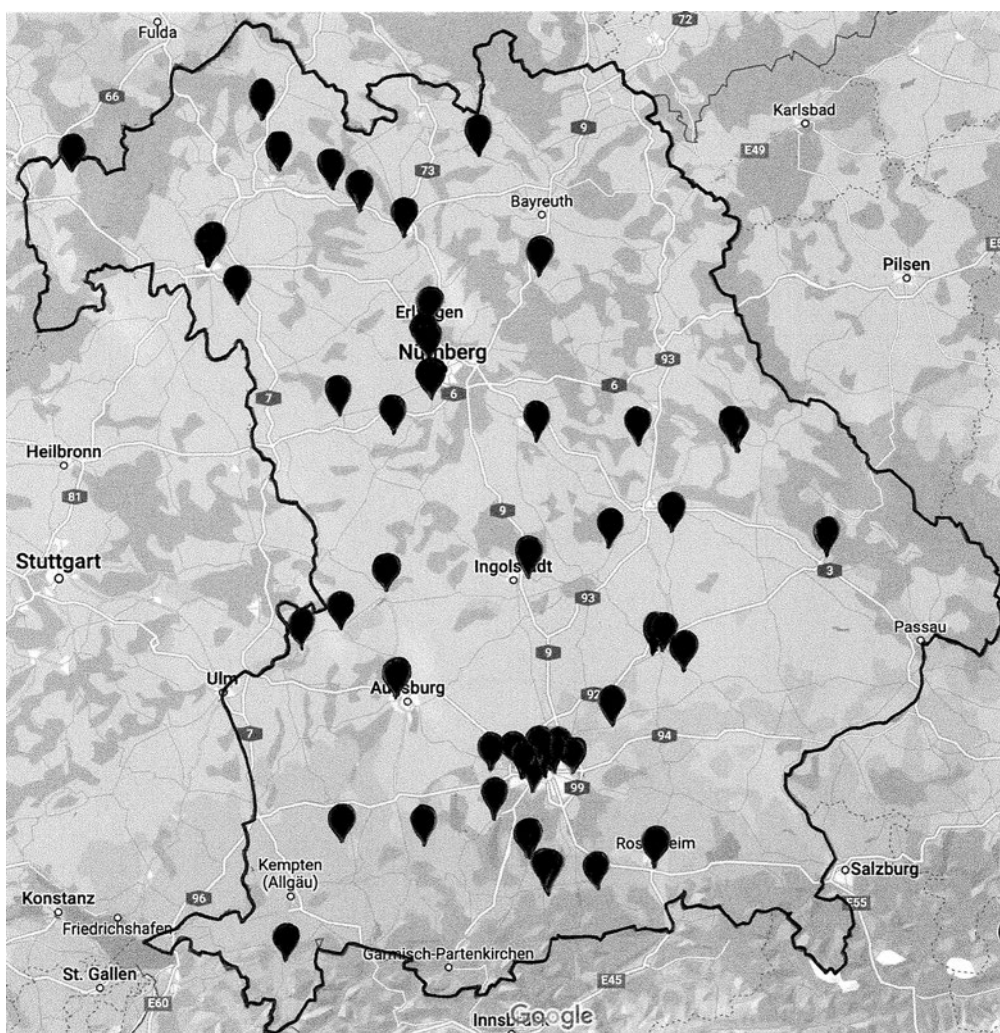 Fulda
72
66
Karlsbad
9
E49
73
Bayreuth
Pilsen
Nürnberg
93
6
6
7
Heilbronn
81
9
Stuttgart
Ingolstadt
3
93
Passau
9
Ulm
Augsburg
92
7
94
99
Rosenheim
Kempten
(Allgäu)
Salzburg
Konstanz
96
E55
Friedrichshafen
Garmisch-Partenkirchen
St. Gallen
E45
E60
Google
Innsbruck